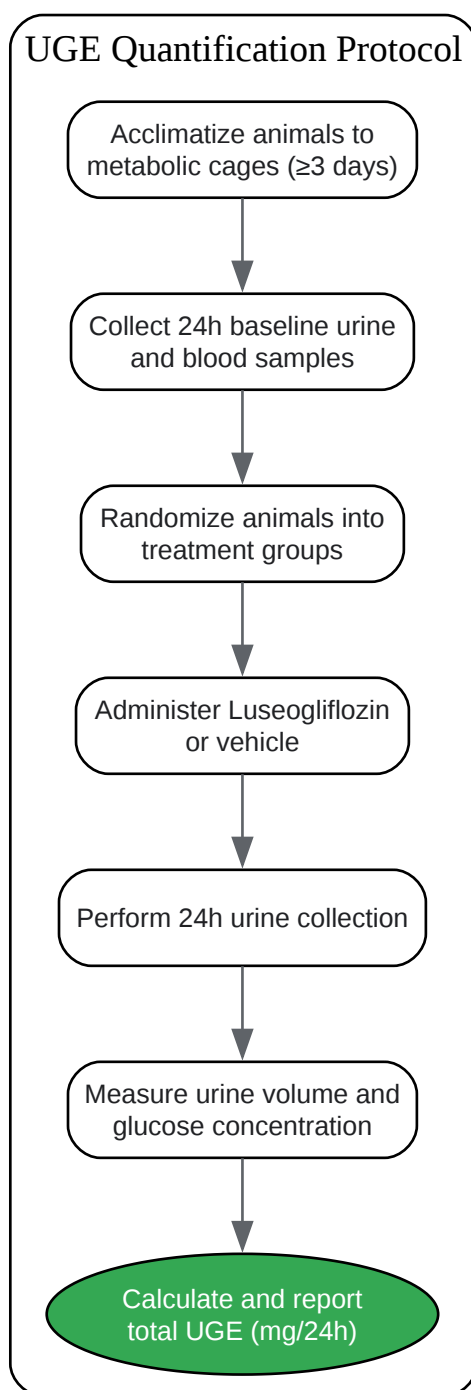 UGE Quantification Protocol
Acclimatize animals to
metabolic cages (≥3 days)
Collect 24h baseline urine
and blood samples
Randomize animals into
treatment groups
Administer Luseogliflozin
or vehicle
Perform 24h urine collection
Measure urine volume and
glucose concentration
Calculate and report
total UGE (mg/24h)